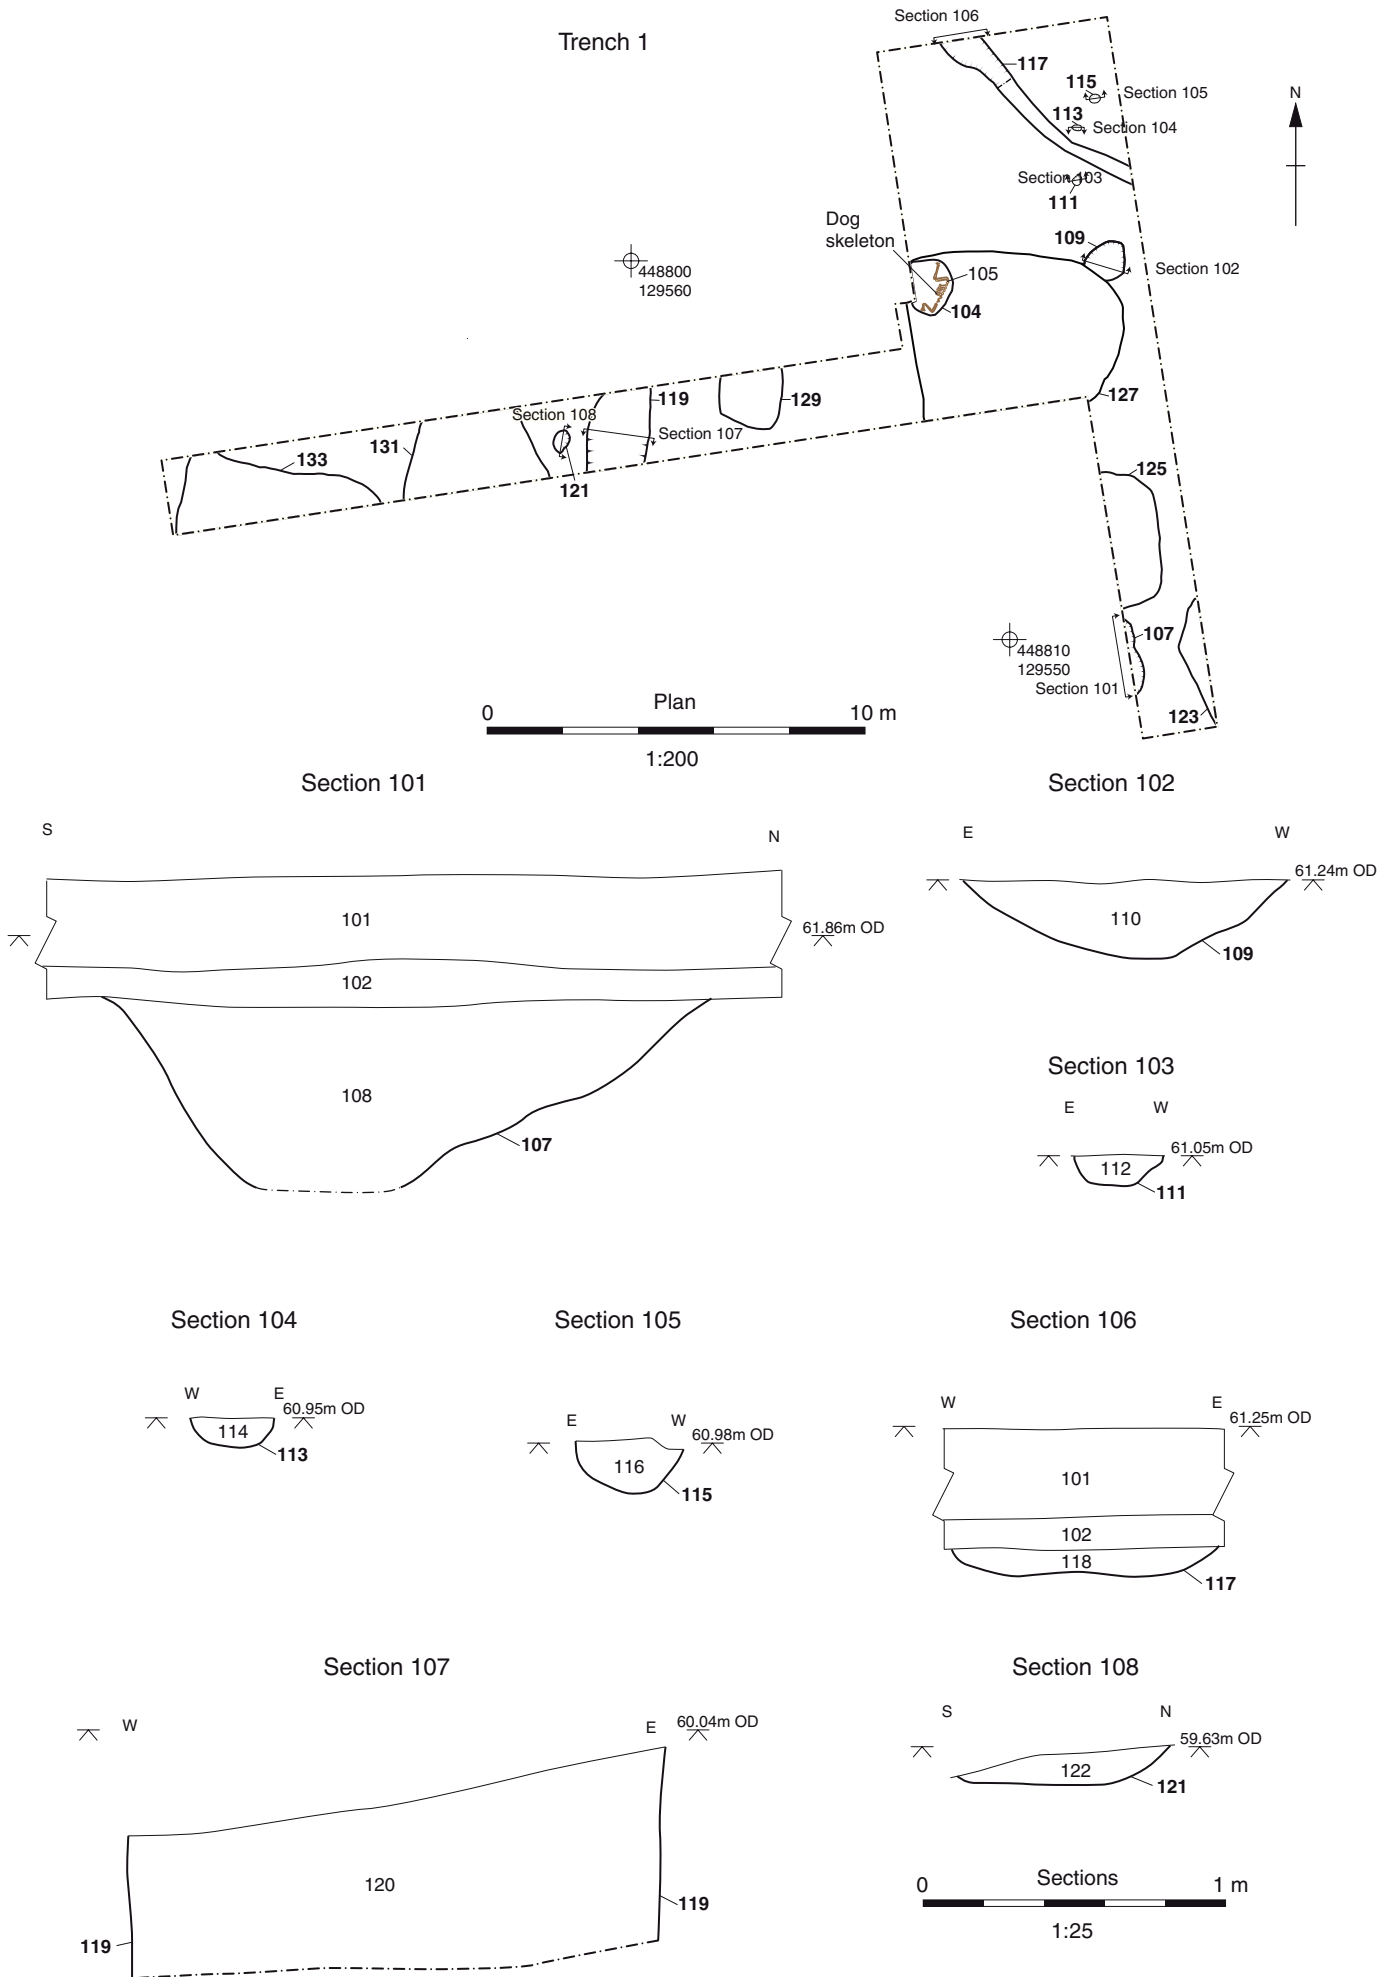 Section 106
Trench 1
117
115
Section 105
N
113
Section 104
Section 103
111
Dog
skeleton
109
Section 102
448800
129560
105
104
127
119
129
Section 108
Section 107
131
133
121
125
107
448810
129550
Section 101
123
Plan
0
10 m
1:200
Section 101
S
N
101
61.86m OD
102
108
107
Section 102
E
W
61.24m OD
110
109
Section 103
E
W
61.05m OD
112
111
Section 104
W
E
60.95m OD
114
113
Section 105
E
W
60.98m OD
116
115
Section 106
W
E
61.25m OD
101
102
118
117
Section 107
W
E
60.04m OD
120
119
119
Section 108
S
N
59.63m OD
122
121
Sections
0
1 m
1:25